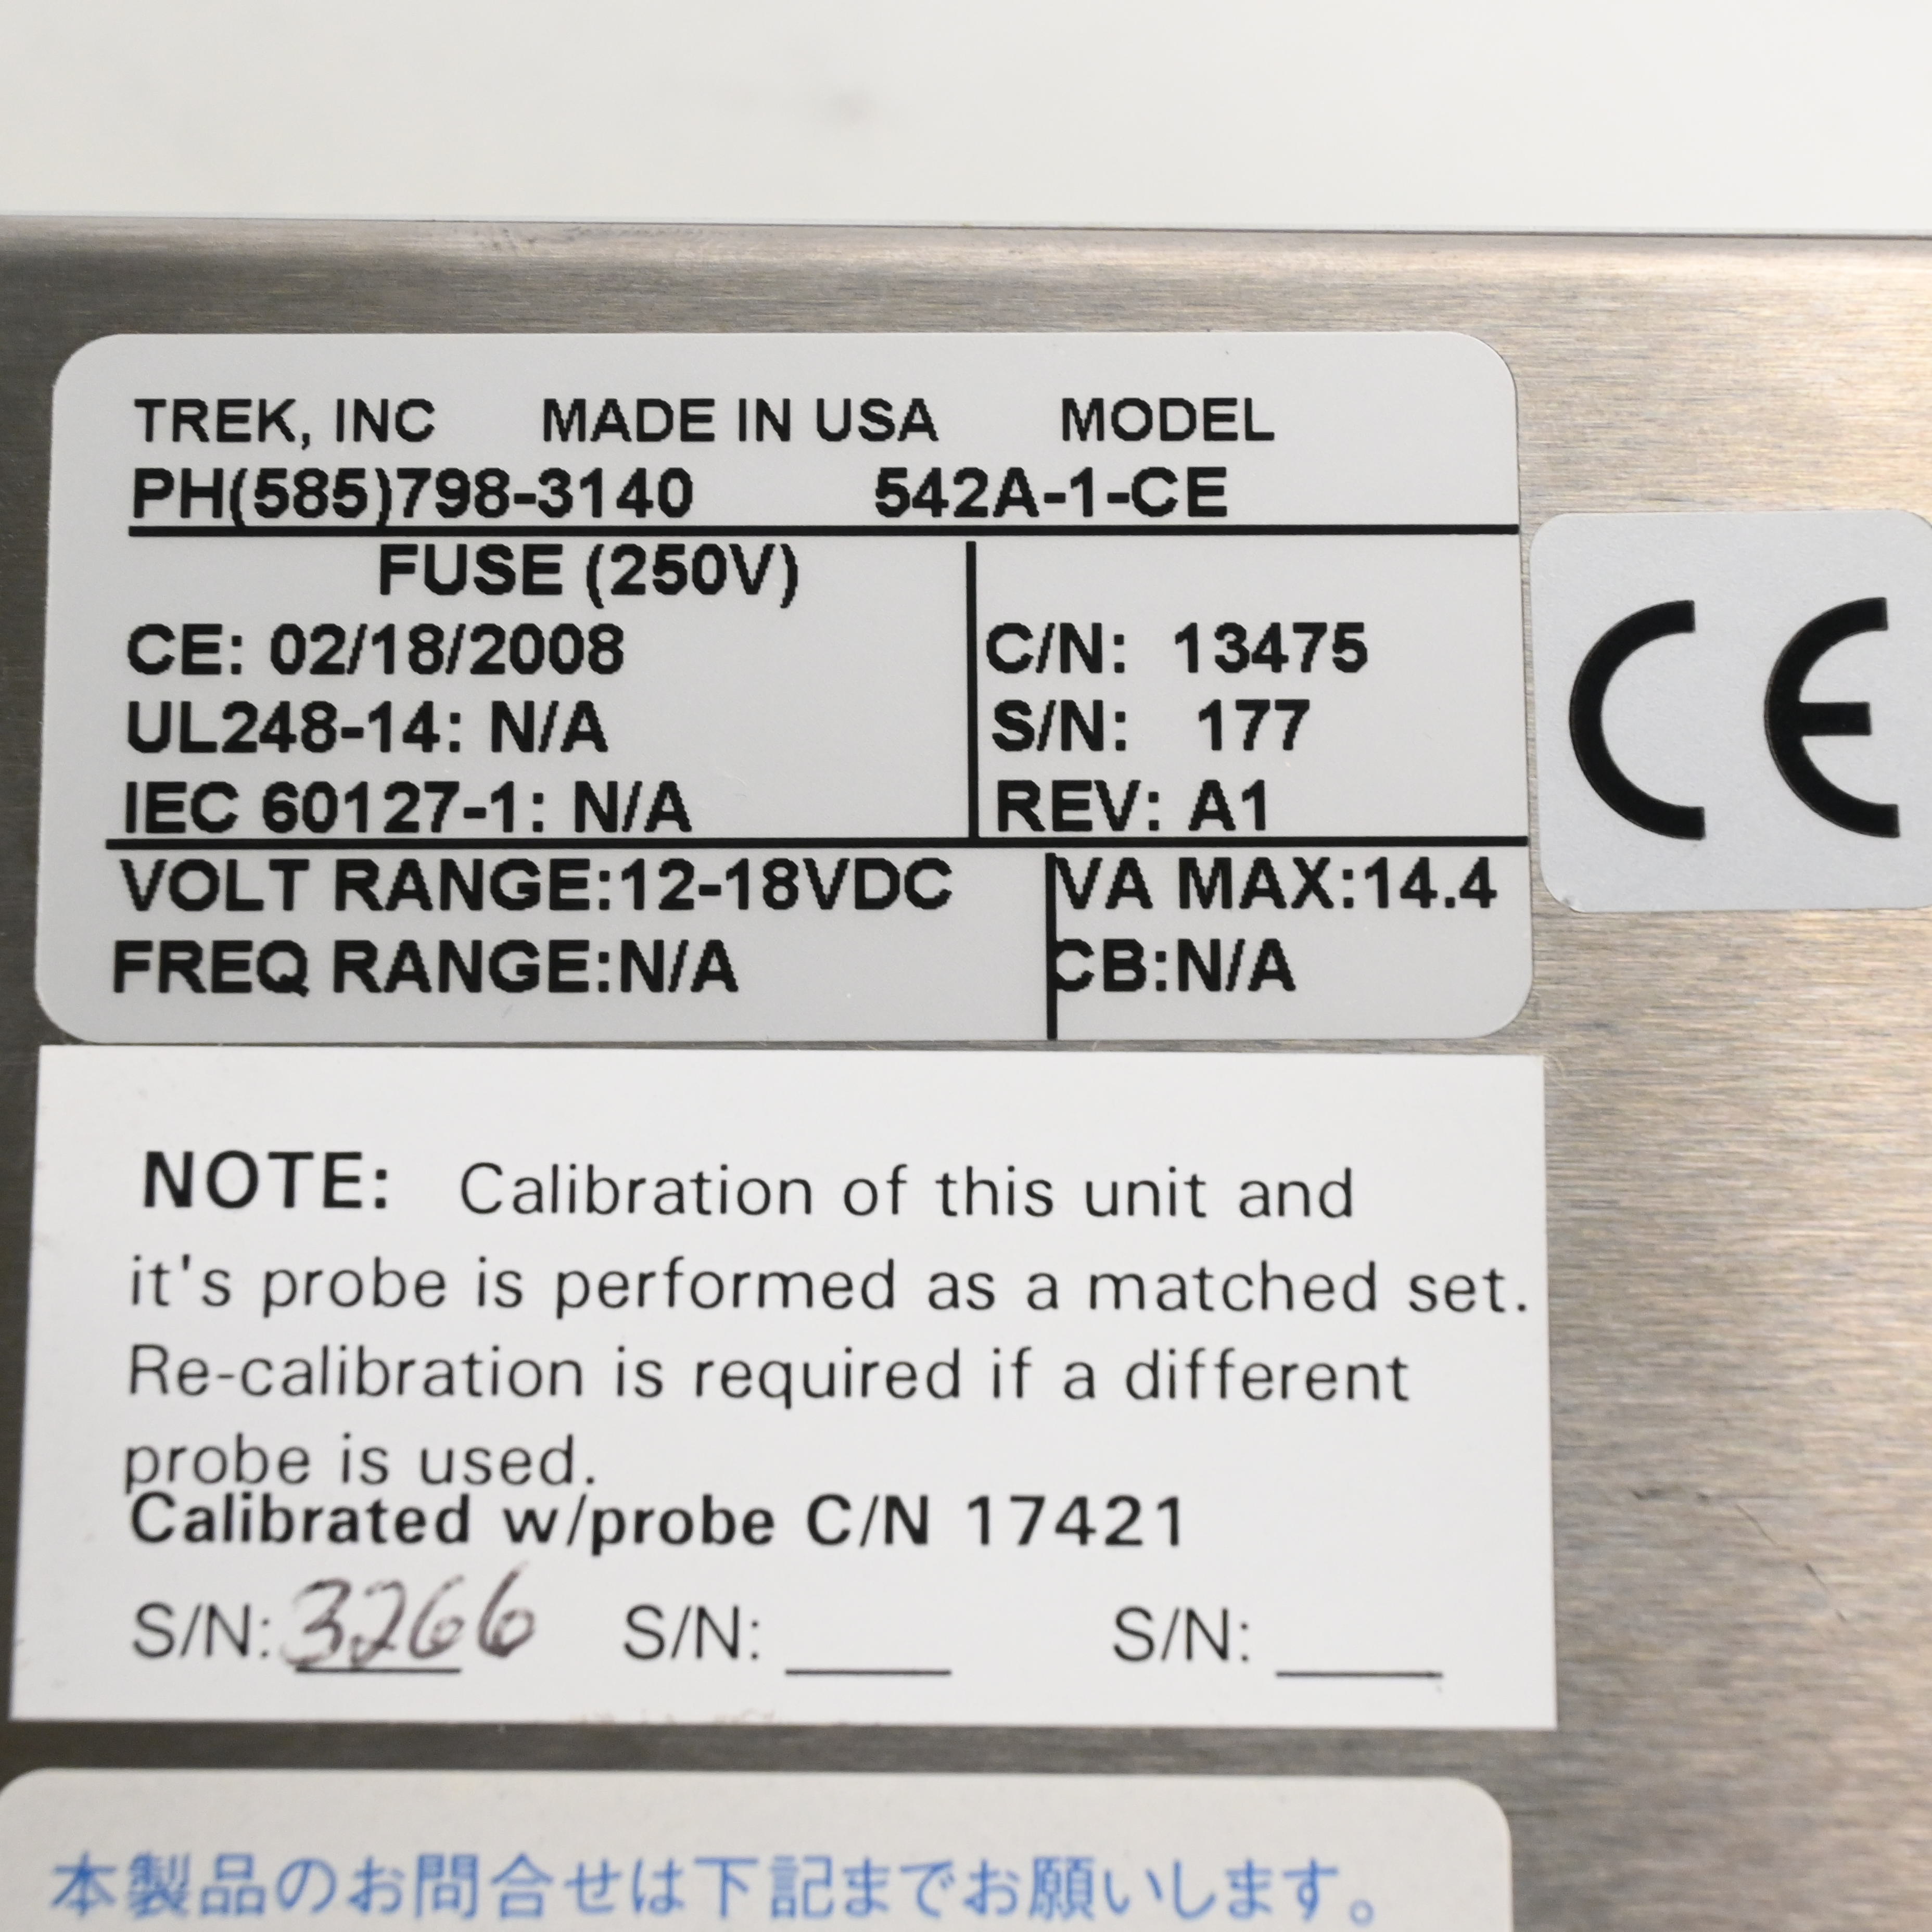 TREK, INC MADE IN USA MODEL
PH(585)798-3140 542A-1-CE
FUSE (250V)
CE: 02/18/2008
UL248-14: N/A
IEC 60127-1: N/A
C/N: 13475
S/N: 177
REV: A1
VOLT RANGE:12-18VDC
FREQ RANGE:N/A
VA MAX:14.4
CB:N/A
CE
NOTE: Calibration of this unit and
it's probe is performed as a matched set.
Re-calibration is required if a different
probe is used.
Calibrated w/probe C/N 17421
S/N: 3266 S/N: ____ S/N: ____
本製品のお問合せは下記までお願いします。